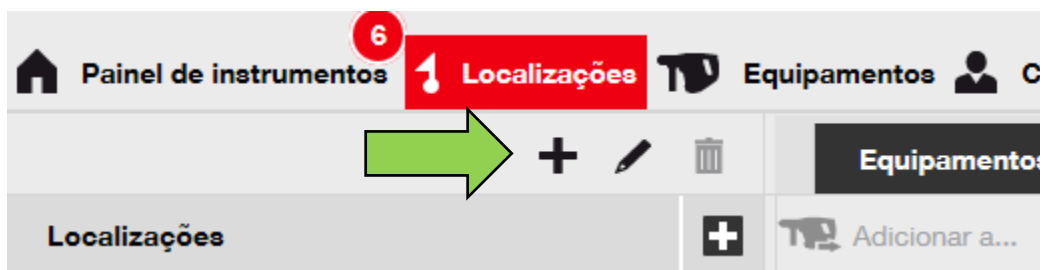 6
Painel de instrumentos Localizações Equipamentos C
Equipamentos
Localizações Adicionar a...